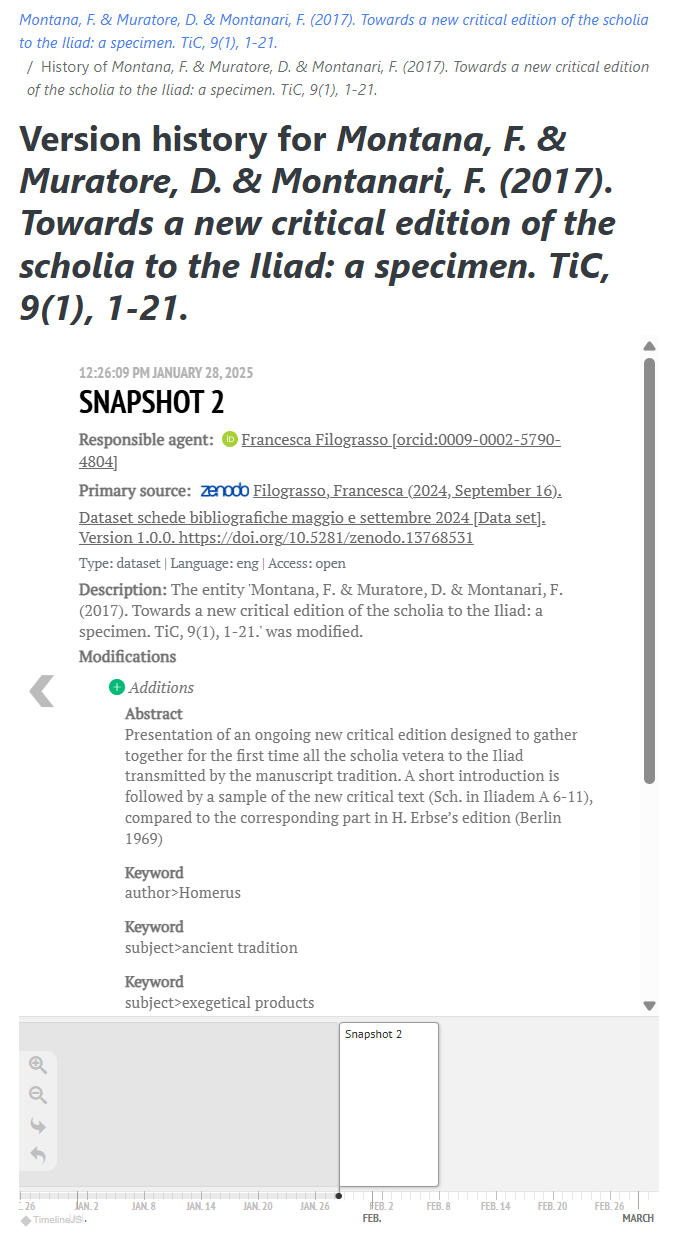 Montana, F. & Muratore, D. & Montanari, F. (2017). Towards a new critical edition of the scholia
to the Iliad: a specimen. TiC, 9(1), 1-21.
/ History of Montana, F. & Muratore, D. & Montanari, F. (2017). Towards a new critical edition
of the scholia to the Iliad: a specimen. TiC, 9(1), 1-21.
Version history for Montana, F. &
Muratore, D. & Montanari, F. (2017).
Towards a new critical edition of the
scholia to the Iliad: a specimen. TiC,
9(1), 1-21.
12:26:09 PM JANUARY 28, 2025
SNAPSHOT 2
Responsible agent: iD Francesca Filograsso [orcid:0009-0002-5790-
4804]
Primary source: zenodo Filograsso, Francesca (2024, September 16).
Dataset schede bibliografiche maggio e settembre 2024 [Data set].
Version 1.0.0. https://doi.org/10.5281/zenodo.13768531
Type: dataset | Language: eng | Access: open
Description: The entity 'Montana, F. & Muratore, D. & Montanari, F.
(2017). Towards a new critical edition of the scholia to the Iliad: a
specimen. TiC, 9(1), 1-21.' was modified.
Modifications
Additions
Abstract
Presentation of an ongoing new critical edition designed to gather
together for the first time all the scholia vetera to the Iliad
transmitted by the manuscript tradition. A short introduction is
followed by a sample of the new critical text (Sch. in Iliadem A 6-11),
compared to the corresponding part in H. Erbse's edition (Berlin
1969)
Keyword
author>Homerus
Keyword
subject>ancient tradition
Keyword
subject>exegetical products
Snapshot 2
26 JAN. 2 JAN. 8 JAN. 14 JAN. 20 JAN. 26 FEB. 2 FEB. 8 FEB. 14 FEB. 20 FEB. 26
TimelineJS FEB. MARCH